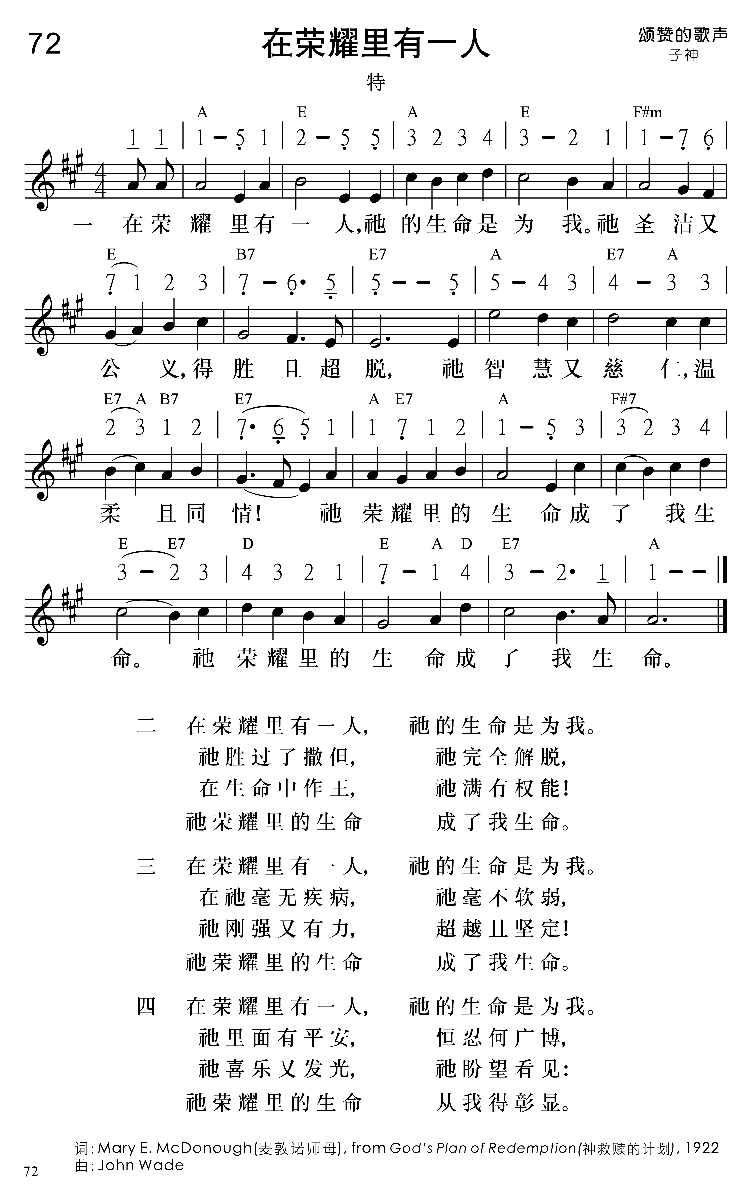 72
在荣耀里有一人
颂赞的歌声
子神
特
A E A E F#m
1 1 | 1 – 5 1 | 2 – 5 5 | 3 2 3 4 | 3 – 2 1 | 1 – 7 6 |
一 在荣 耀 里有 一 人,祂 的生命是 为 我。祂 圣 洁又
E B7 E7 A E7 A
7 1 2 3 | 7 – 6· 5 | 5 – – 5 | 5 – 4 3 | 4 – 3 3 |
公 义,得 胜 且 超 脱, 祂 智 慧又 慈 仁,温
E7 A B7 E7 A E7 A F#7
2 3 1 2 | 7· 6 5 1 | 1 7 1 2 | 1 – 5 3 | 3 2 3 4 |
柔 且同 情! 祂 荣耀里的 生 命成 了 我生
E E7 D E A D E7 A
3 – 2 3 | 4 3 2 1 | 7 – 1 4 | 3 – 2· 1 | 1 – – ‖
命。 祂 荣耀里的 生 命成 了 我 生 命。
二 在荣耀里有一人, 祂的生命是为我。
祂胜过了撒但, 祂完全解脱,
在生命中作王, 祂满有权能!
祂荣耀里的生命 成了我生命。
三 在荣耀里有一人, 祂的生命是为我。
在祂毫无疾病, 祂毫不软弱,
祂刚强又有力, 超越且坚定!
祂荣耀里的生命 成了我生命。
四 在荣耀里有一人, 祂的生命是为我。
祂里面有平安, 恒忍何广博,
祂喜乐又发光, 祂盼望看见:
祂荣耀里的生命 从我得彰显。
词: Mary E. McDonough(麦敦诺师母), from God's Plan of Redemption(神救赎的计划), 1922
曲: John Wade
72